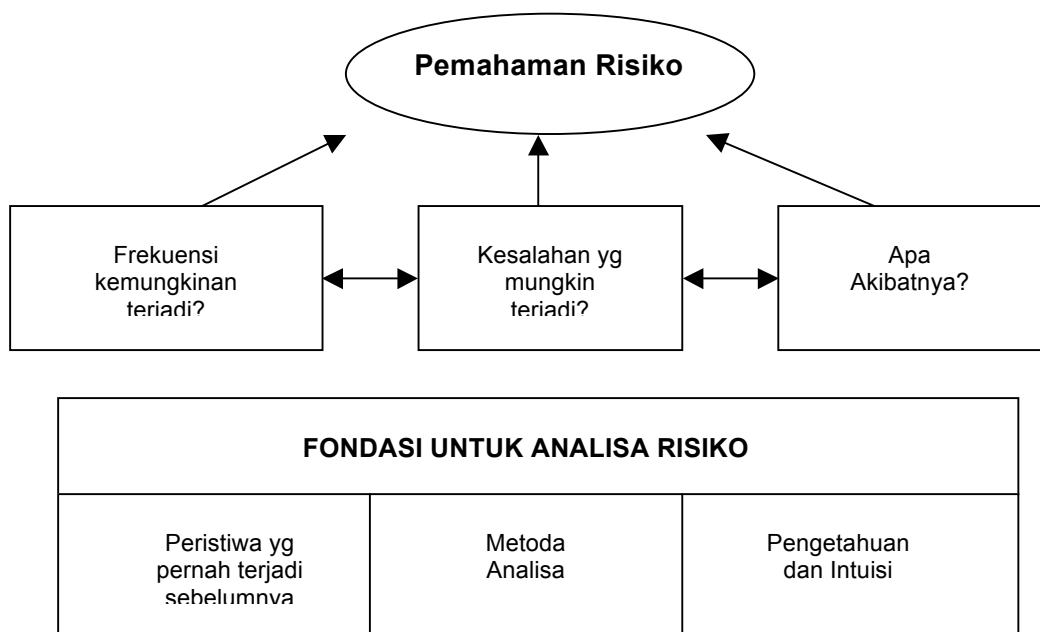 Pemahaman Risiko
Frekuensi
kemungkinan
terjadi?
Kesalahan yg
mungkin
terjadi?
Apa
Akibatnya?
FONDASI UNTUK ANALISA RISIKO
Peristiwa yg
pernah terjadi
sebelumnya
Metoda
Analisa
Pengetahuan
dan Intuisi